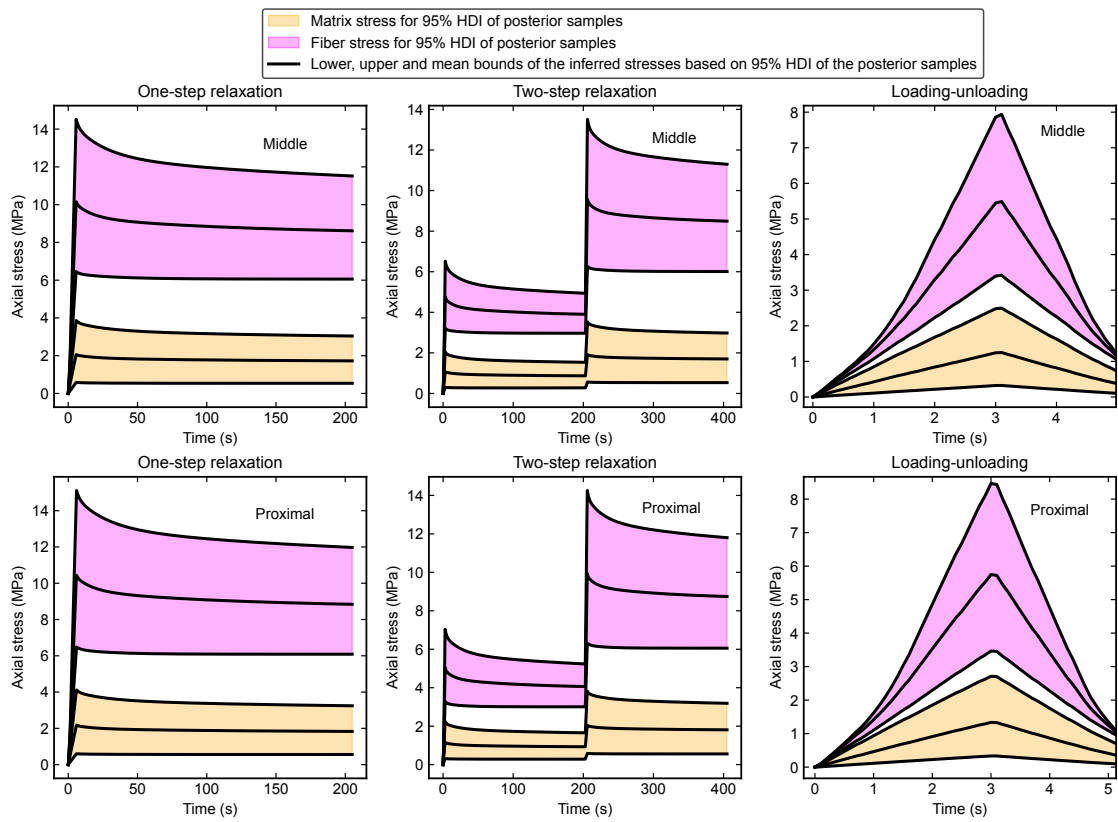 Matrix stress for 95% HDI of posterior samples
Fiber stress for 95% HDI of posterior samples
Lower, upper and mean bounds of the inferred stresses based on 95% HDI of the posterior samples
One-step relaxation
Two-step relaxation
Loading-unloading
Middle
Middle
Middle
Axial stress (MPa)
14
12
10
8
6
4
2
0
0 50 100 150 200
Time (s)
Axial stress (MPa)
14
12
10
8
6
4
2
0
0 100 200 300 400
Time (s)
Axial stress (MPa)
8
7
6
5
4
3
2
1
0
0 1 2 3 4
Time (s)
One-step relaxation
Two-step relaxation
Loading-unloading
Proximal
Proximal
Proximal
Axial stress (MPa)
14
12
10
8
6
4
2
0
0 50 100 150 200
Time (s)
Axial stress (MPa)
14
12
10
8
6
4
2
0
0 100 200 300 400
Time (s)
Axial stress (MPa)
8
7
6
5
4
3
2
1
0
0 1 2 3 4 5
Time (s)